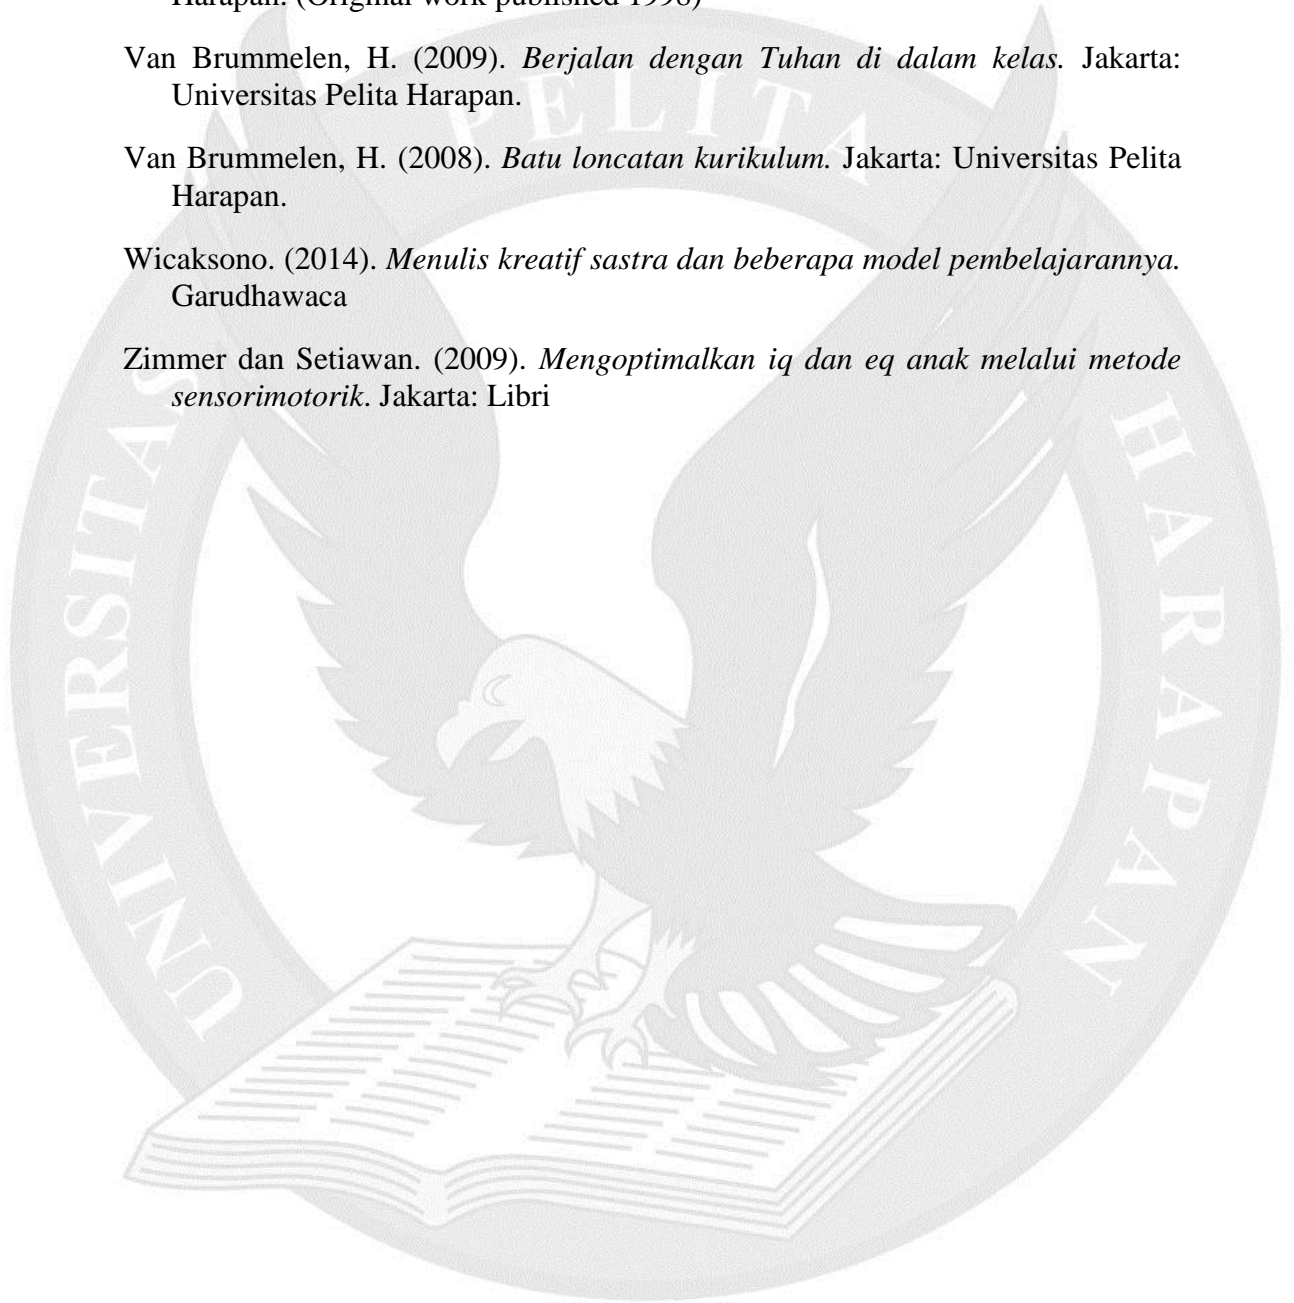 Harapan. (Original work published 1998)
Van Brummelen, H. (2009). Berjalan dengan Tuhan di dalam kelas. Jakarta:
Universitas Pelita Harapan.
Van Brummelen, H. (2008). Batu loncatan kurikulum. Jakarta: Universitas Pelita
Harapan.
Wicaksono. (2014). Menulis kreatif sastra dan beberapa model pembelajarannya.
Garudhawaca
Zimmer dan Setiawan. (2009). Mengoptimalkan iq dan eq anak melalui metode
sensorimotorik. Jakarta: Libri
UNIVERSITAS PELITA HARAPAN